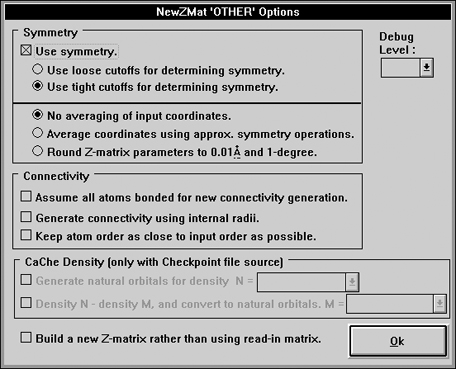 NewZMat 'OTHER' Options
Symmetry
Use symmetry.
Use loose cutoffs for determining symmetry.
Use tight cutoffs for determining symmetry.
No averaging of input coordinates.
Average coordinates using approx. symmetry operations.
Round Z-matrix parameters to 0.01Å and 1-degree.
Debug
Level :
Connectivity
Assume all atoms bonded for new connectivity generation.
Generate connectivity using internal radii.
Keep atom order as close to input order as possible.
CaChe Density (only with Checkpoint file source)
Generate natural orbitals for density N =
Density N - density M, and convert to natural orbitals. M =
Build a new Z-matrix rather than using read-in matrix.
Ok